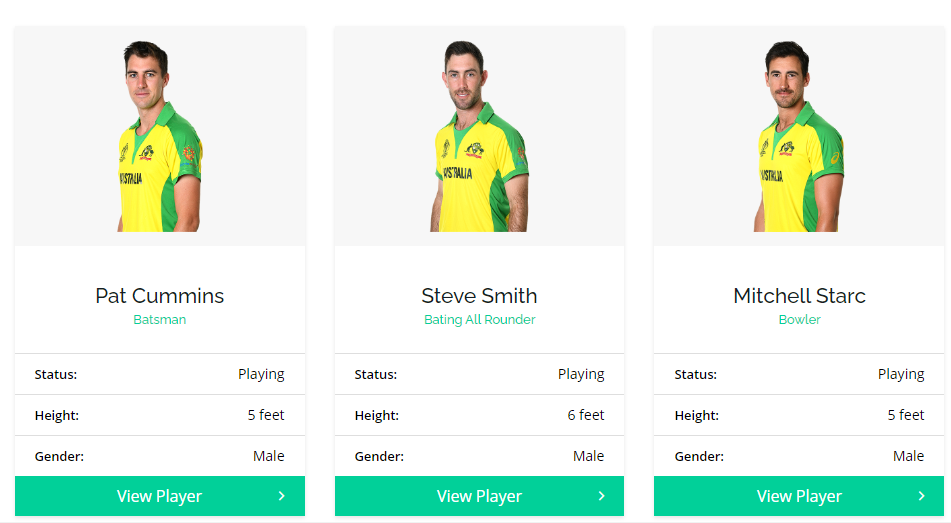 AUSTRALIA
AUSTRALIA
AUSTRALIA
Pat Cummins
Batsman
Status: Playing
Height: 5 feet
Gender: Male
View Player
Steve Smith
Bating All Rounder
Status: Playing
Height: 6 feet
Gender: Male
View Player
Mitchell Starc
Bowler
Status: Playing
Height: 5 feet
Gender: Male
View Player